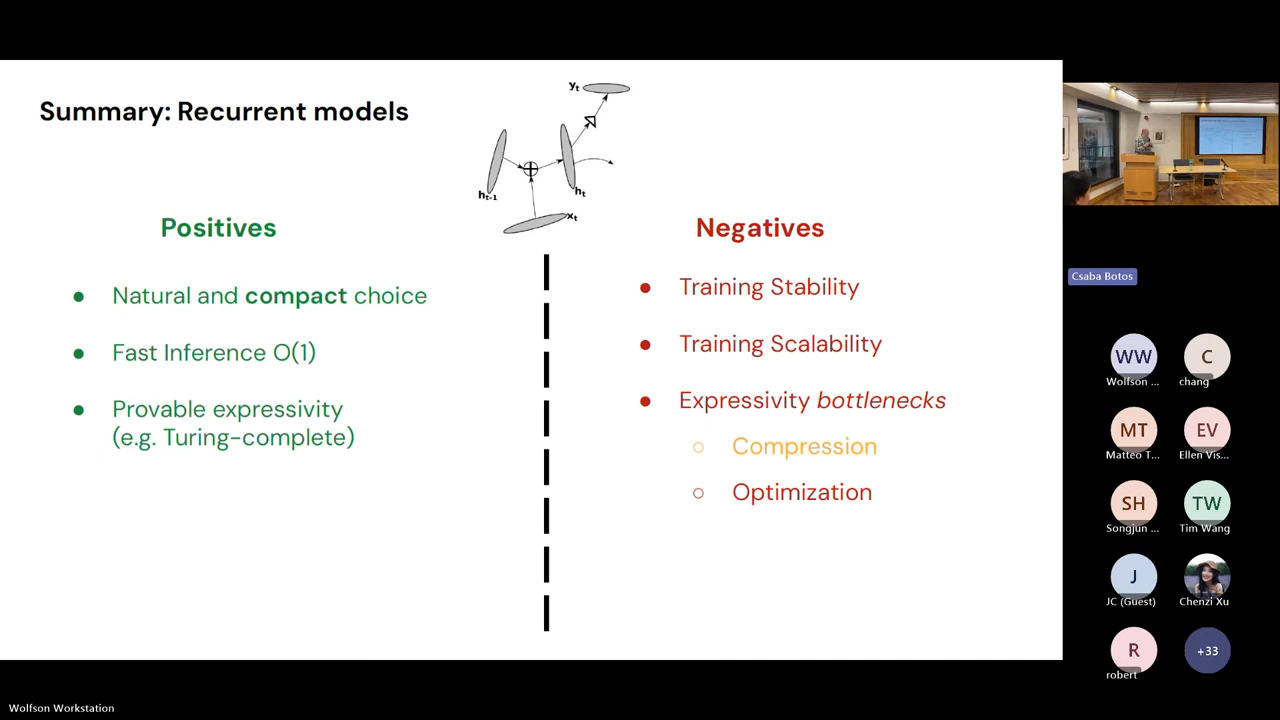 Summary: Recurrent models
yt
ht-1
ht
xt
Positives
● Natural and compact choice
● Fast Inference O(1)
● Provable expressivity
(e.g. Turing-complete)
Negatives
● Training Stability
● Training Scalability
● Expressivity bottlenecks
○ Compression
○ Optimization
Csaba Botos
WW
Wolfson ...
C
chang
MT
Matteo T...
EV
Ellen Vis...
SH
Songjun ...
TW
Tim Wang
J
JC (Guest)
Chenzi Xu
R
robert
+33
Wolfson Workstation